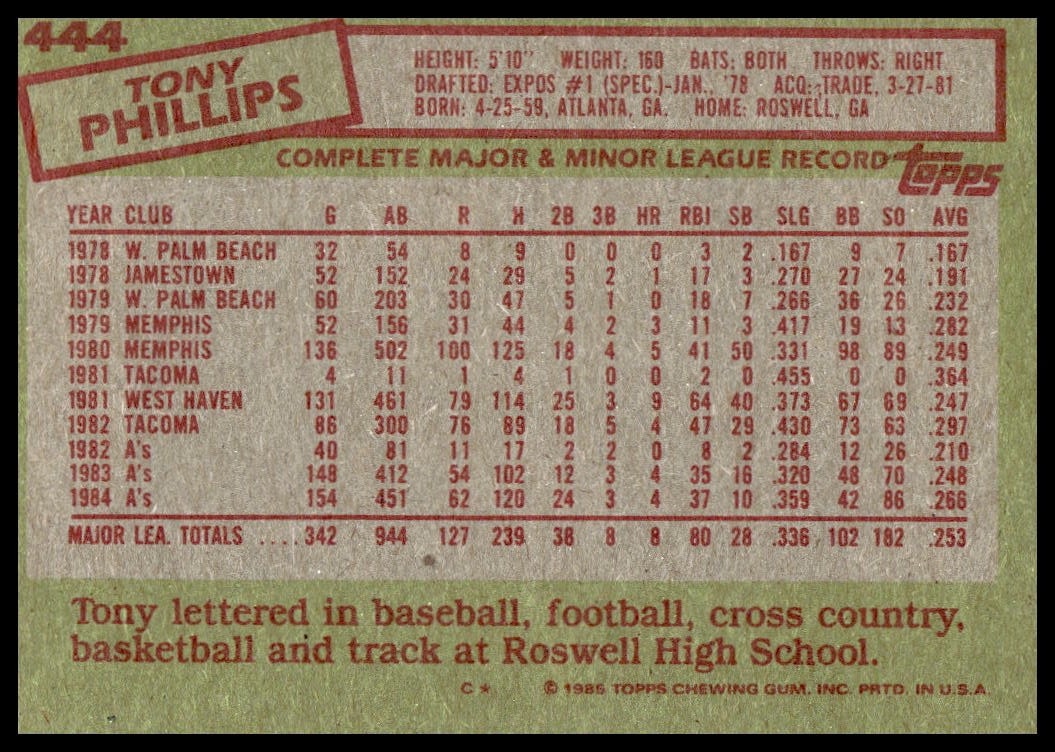 444
TONY
PHILLIPS
HEIGHT: 5'10" WEIGHT: 160 BATS: BOTH THROWS: RIGHT
DRAFTED: EXPOS #1 (SPEC.)-JAN., '78 ACQ: TRADE, 3-27-81
BORN: 4-25-59, ATLANTA, GA. HOME: ROSWELL, GA
COMPLETE MAJOR & MINOR LEAGUE RECORD
TOPPS
YEAR CLUB G AB R H 2B 3B HR RBI SB SLG BB SO AVG
1978 W. PALM BEACH 32 54 8 9 0 0 0 3 2 .167 9 7 .167
1978 JAMESTOWN 52 152 24 29 5 2 1 17 3 .270 27 24 .191
1979 W. PALM BEACH 60 203 30 47 5 1 0 18 7 .266 36 26 .232
1979 MEMPHIS 52 156 31 44 4 2 3 11 3 .417 19 13 .282
1980 MEMPHIS 136 502 100 125 18 4 5 41 50 .331 98 89 .249
1981 TACOMA 4 11 1 4 1 0 0 2 0 .455 0 0 .364
1981 WEST HAVEN 131 461 79 114 25 3 9 64 40 .373 67 69 .247
1982 TACOMA 86 300 76 89 18 5 4 47 29 .430 73 63 .297
1982 A's 40 81 11 17 2 2 0 8 2 .284 12 26 .210
1983 A's 148 412 54 102 12 3 4 35 16 .320 48 70 .248
1984 A's 154 451 62 120 24 3 4 37 10 .359 42 86 .266
MAJOR LEA. TOTALS .... 342 944 127 239 38 8 8 80 28 .336 102 182 .253
Tony lettered in baseball, football, cross country,
basketball and track at Roswell High School.
C* © 1985 TOPPS CHEWING GUM, INC. PRTD. IN U.S.A.